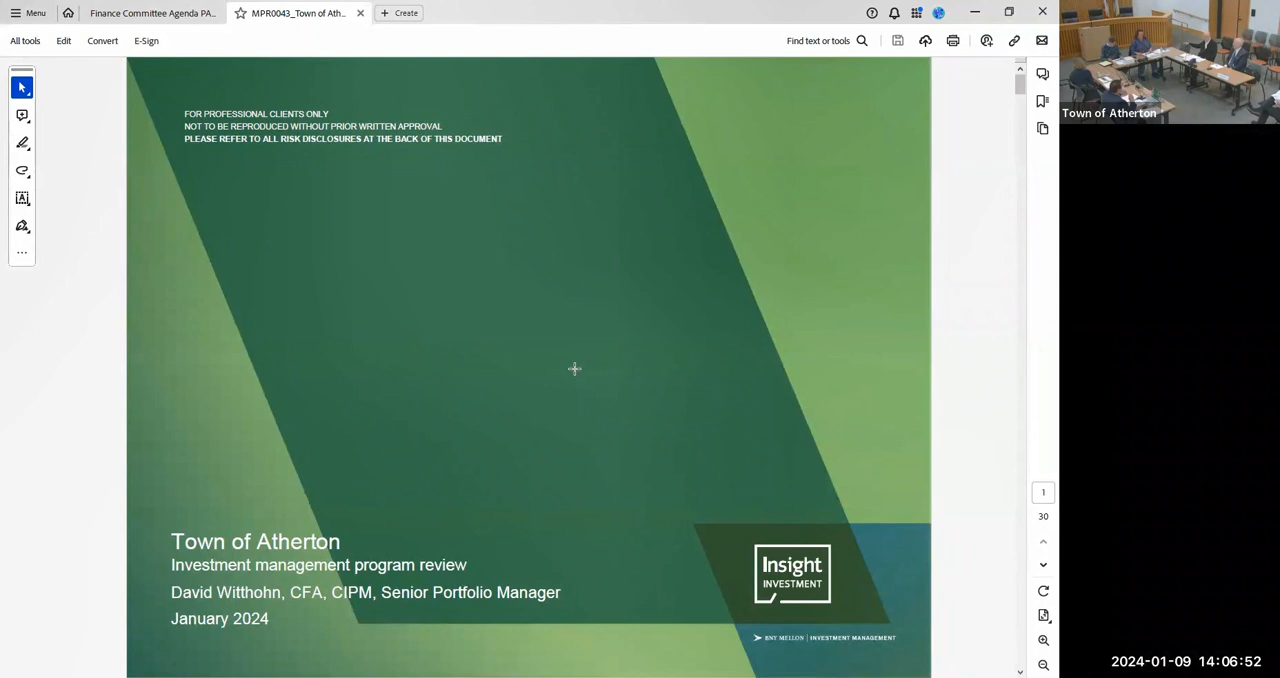 Menu
Finance Committee Agenda PA...
MPR0043_Town of Ath...
Create
All tools
Edit
Convert
E-Sign
Find text or tools
Town of Atherton
FOR PROFESSIONAL CLIENTS ONLY
NOT TO BE REPRODUCED WITHOUT PRIOR WRITTEN APPROVAL
PLEASE REFER TO ALL RISK DISCLOSURES AT THE BACK OF THIS DOCUMENT
1
30
Town of Atherton
Investment management program review
David Witthohn, CFA, CIPM, Senior Portfolio Manager
January 2024
Insight
INVESTMENT
BNY MELLON | INVESTMENT MANAGEMENT
2024-01-09 14:06:52